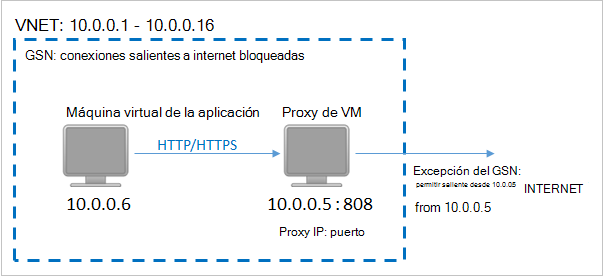 VNET: 10.0.0.1 - 10.0.0.16
GSN: conexiones salientes a internet bloqueadas
Máquina virtual de la aplicación
Proxy de VM
HTTP/HTTPS
10.0.0.6
10.0.0.5:808
Proxy IP: puerto
Excepción del GSN:
permitir saliente desde 10.0.05
from 10.0.0.5
INTERNET